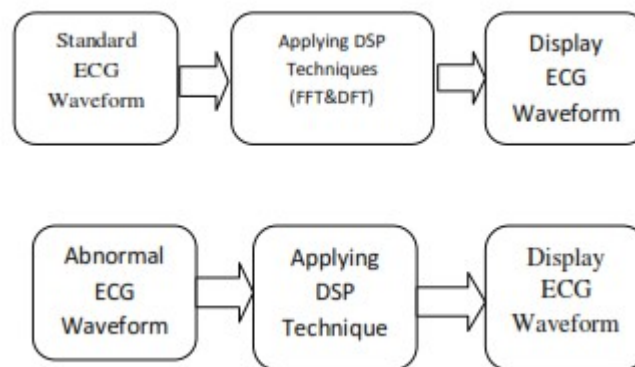 Standard
ECG
Waveform
Applying DSP
Techniques
(FFT&DFT)
Display
ECG
Waveform
Abnormal
ECG
Waveform
Applying
DSP
Technique
Display
ECG
Waveform